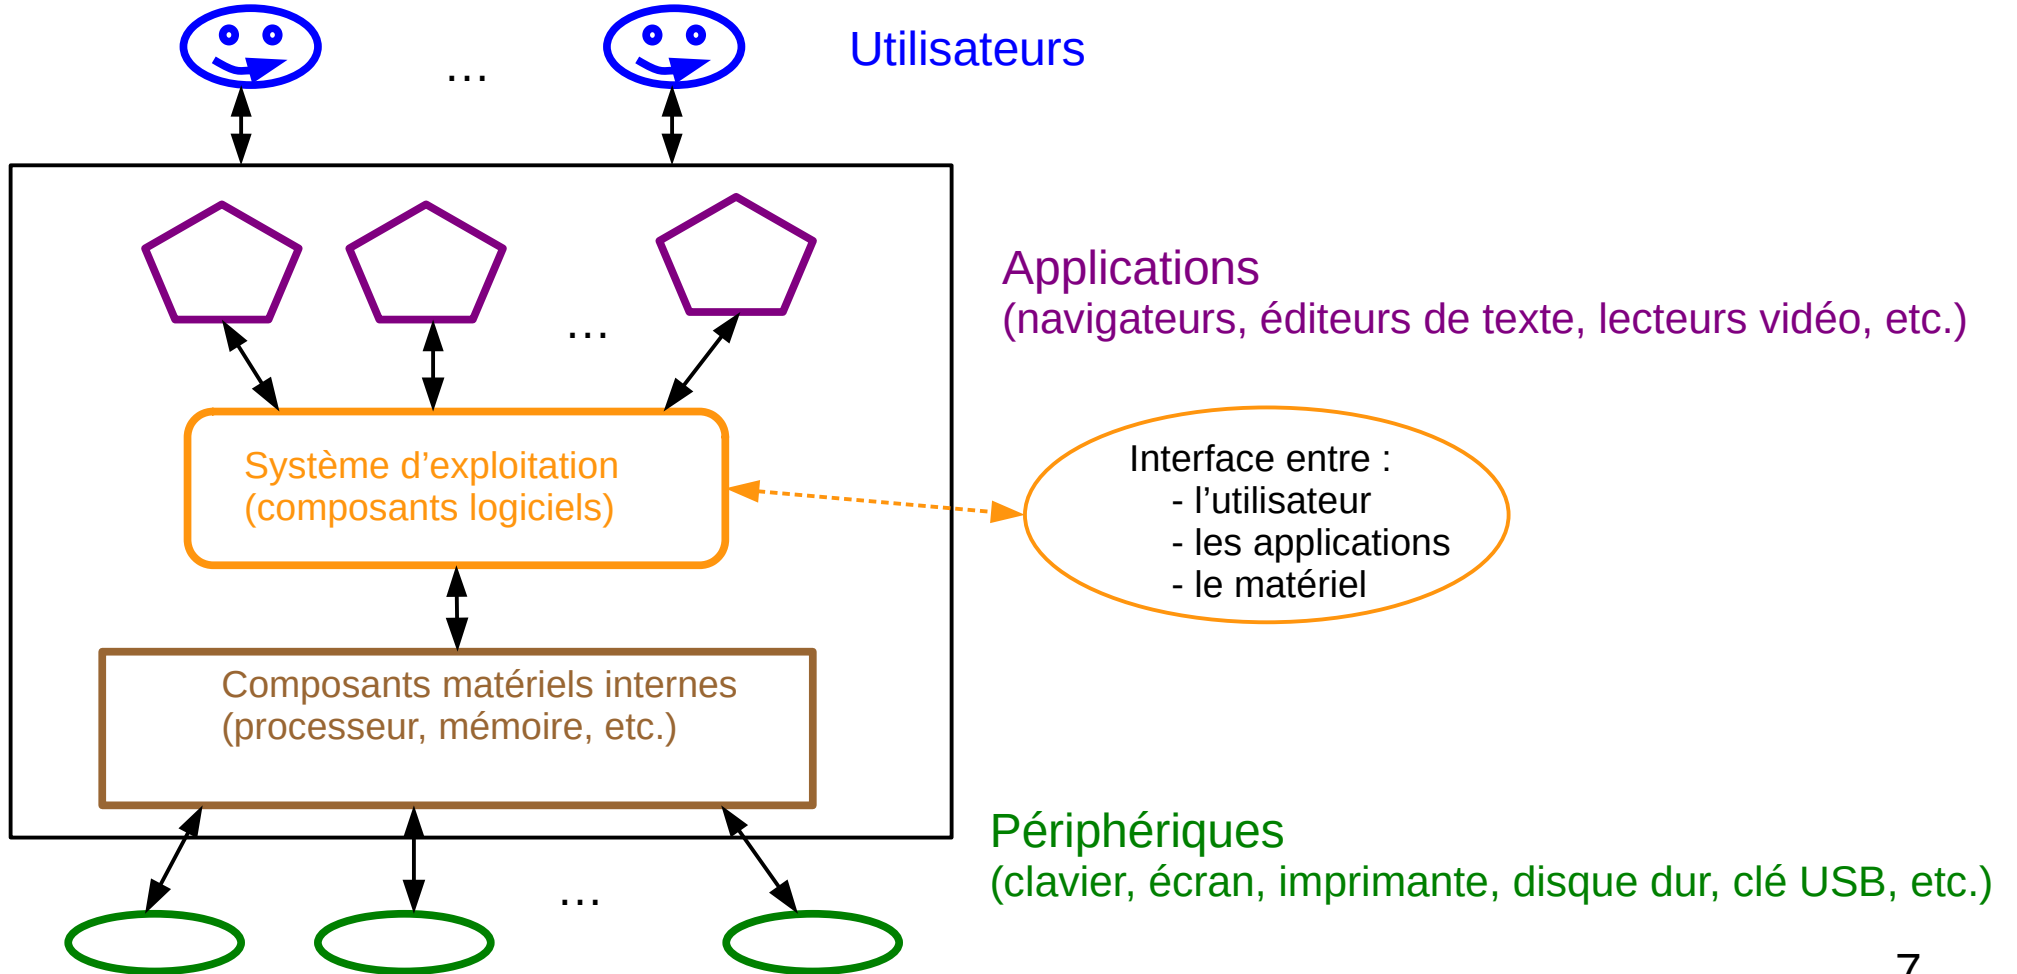 Utilisateurs
...
Applications
(navigateurs, éditeurs de texte, lecteurs vidéo, etc.)
...
Système d’exploitation
(composants logiciels)
Interface entre :
- l’utilisateur
- les applications
- le matériel
Composants matériels internes
(processeur, mémoire, etc.)
Périphériques
(clavier, écran, imprimante, disque dur, clé USB, etc.)
...
7